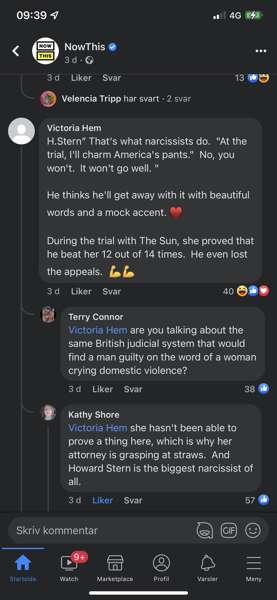 09:39
4G
NOW
THIS
NowThis
3 d
3 d Liker Svar 13
Velencia Tripp har svart · 2 svar
Victoria Hem
H.Stern” That's what narcissists do. "At the
trial, I'll charm America's pants." No, you
won't. It won't go well. "
He thinks he'll get away with it with beautiful
words and a mock accent. ❤️
During the trial with The Sun, she proved that
he beat her 12 out of 14 times. He even lost
the appeals. 💪💪
3 d Liker Svar 40
Terry Connor
Victoria Hem are you talking about the
same British judicial system that would
find a man guilty on the word of a woman
crying domestic violence?
3 d Liker Svar 38
Kathy Shore
Victoria Hem she hasn't been able to
prove a thing here, which is why her
attorney is grasping at straws. And
Howard Stern is the biggest narcissist of
all.
3 d Liker Svar 57
Skriv kommentar
GIF
9+
Startside Watch Marketplace Profil Varsler Meny